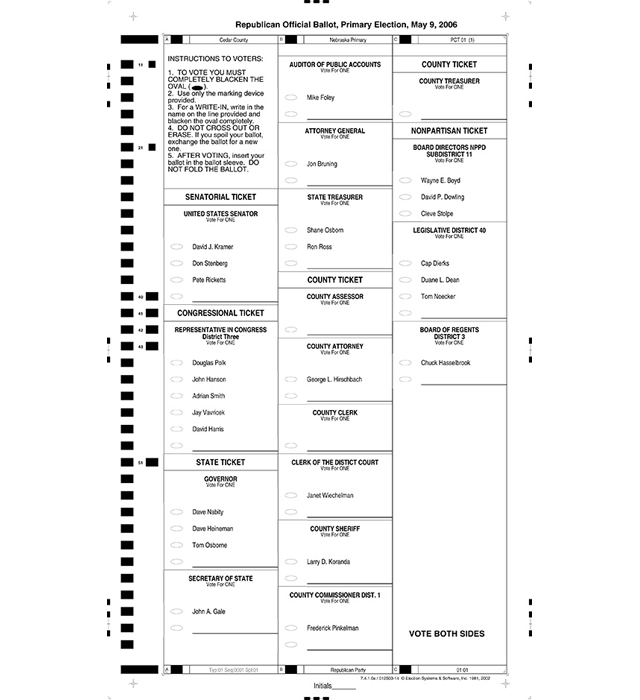 Republican Official Ballot, Primary Election, May 9, 2006
A
Cedar County
B
Nebraska Primary
C
PCT 01 (1)
INSTRUCTIONS TO VOTERS:
1. TO VOTE YOU MUST
COMPLETELY BLACKEN THE
OVAL ( ).
2. Use only the marking device
provided.
3. For a WRITE-IN, write in the
name on the line provided and
blacken the oval completely.
4. DO NOT CROSS OUT OR
ERASE. If you spoil your ballot,
exchange the ballot for a new
one.
5. AFTER VOTING, insert your
ballot in the ballot sleeve. DO
NOT FOLD THE BALLOT.
SENATORIAL TICKET
UNITED STATES SENATOR
Vote For ONE
David J. Kramer
Don Stenberg
Pete Ricketts
CONGRESSIONAL TICKET
REPRESENTATIVE IN CONGRESS
District Three
Vote For ONE
Douglas Polk
John Hanson
Adrian Smith
Jay Vavricek
David Harris
STATE TICKET
GOVERNOR
Vote For ONE
Dave Nabity
Dave Heineman
Tom Osborne
SECRETARY OF STATE
Vote For ONE
John A. Gale
AUDITOR OF PUBLIC ACCOUNTS
Vote For ONE
Mike Foley
ATTORNEY GENERAL
Vote For ONE
Jon Bruning
STATE TREASURER
Vote For ONE
Shane Osborn
Ron Ross
COUNTY TICKET
COUNTY ASSESSOR
Vote For ONE
COUNTY ATTORNEY
Vote For ONE
George L. Hirschbach
COUNTY CLERK
Vote For ONE
CLERK OF THE DISTICT COURT
Vote For ONE
Janet Wiechelman
COUNTY SHERIFF
Vote For ONE
Larry D. Koranda
COUNTY COMMISSIONER DIST. 1
Vote For ONE
Frederick Pinkelman
COUNTY TICKET
COUNTY TREASURER
Vote For ONE
NONPARTISAN TICKET
BOARD DIRECTORS NPPD
SUBDISTRICT 11
Vote For ONE
Wayne E. Boyd
David P. Dowling
Cleve Stolpe
LEGISLATIVE DISTRICT 40
Vote For ONE
Cap Dierks
Duane L. Dean
Tom Noecker
BOARD OF REGENTS
DISTRICT 3
Vote For ONE
Chuck Hasselbrook
VOTE BOTH SIDES
11
21
40
41
42
43
51
A
Typ:01 Seq:0001 Spl:01
B
Republican Party
C
01 01
© Election Systems & Software, Inc. 1981, 2002
Initials______